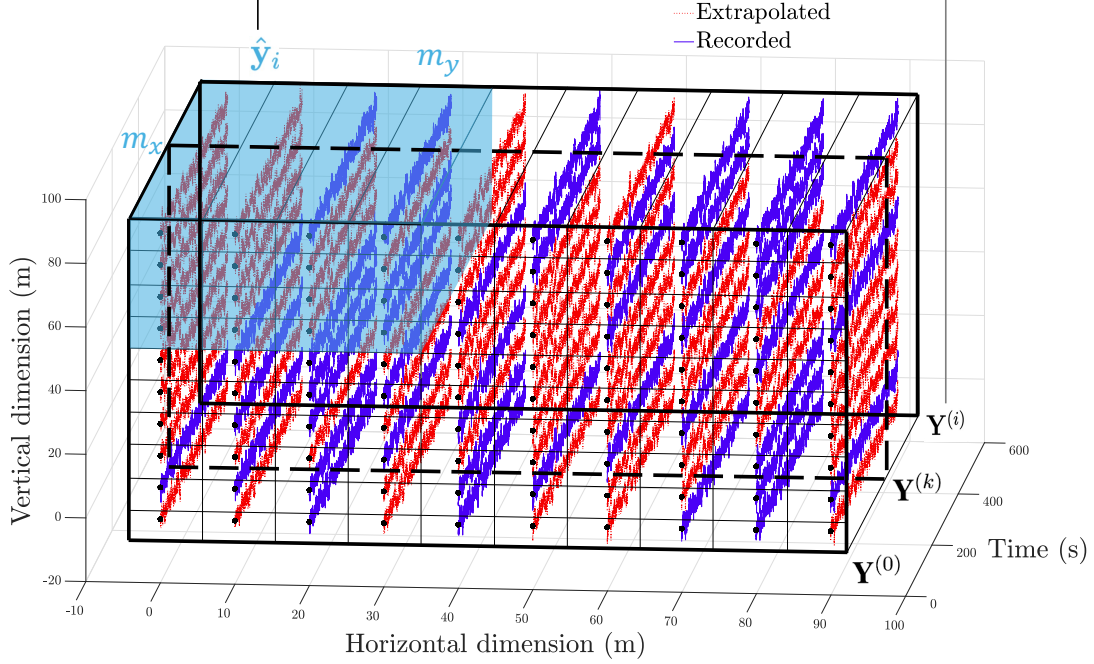 Extrapolated
Recorded
ŷ_i
m_y
m_x
100
80
60
40
20
0
-20
Vertical dimension (m)
-10
0
10
20
30
40
50
60
70
80
90
100
Horizontal dimension (m)
0
200
400
600
Time (s)
Y^(i)
Y^(k)
Y^(0)